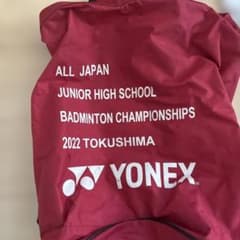 ALL JAPAN
JUNIOR HIGH SCHOOL
BADMINTON CHAMPIONSHIPS
2022 TOKUSHIMA
YONEX